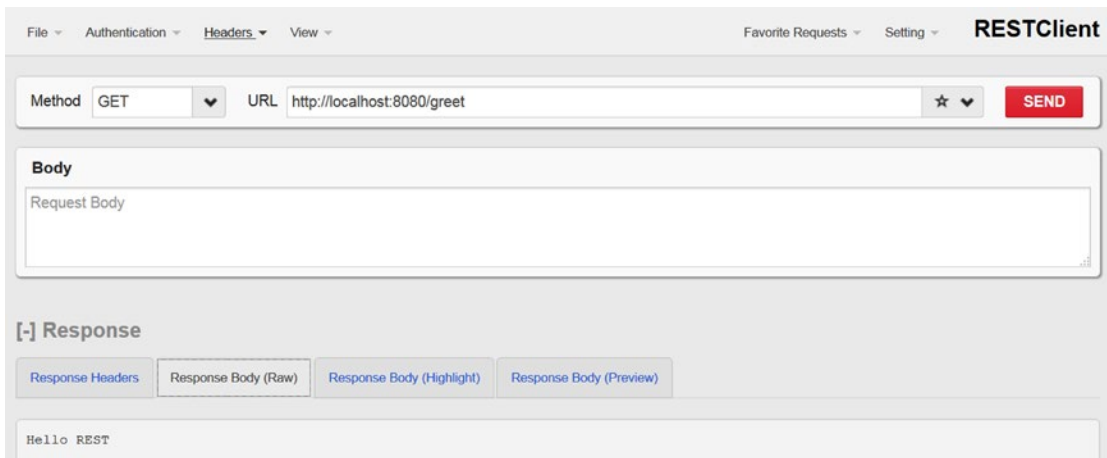 File Authentication Headers View Favorite Requests Setting RESTClient
Method GET URL http://localhost:8080/greet SEND
Body
Request Body
[-] Response
Response Headers Response Body (Raw) Response Body (Highlight) Response Body (Preview)
Hello REST